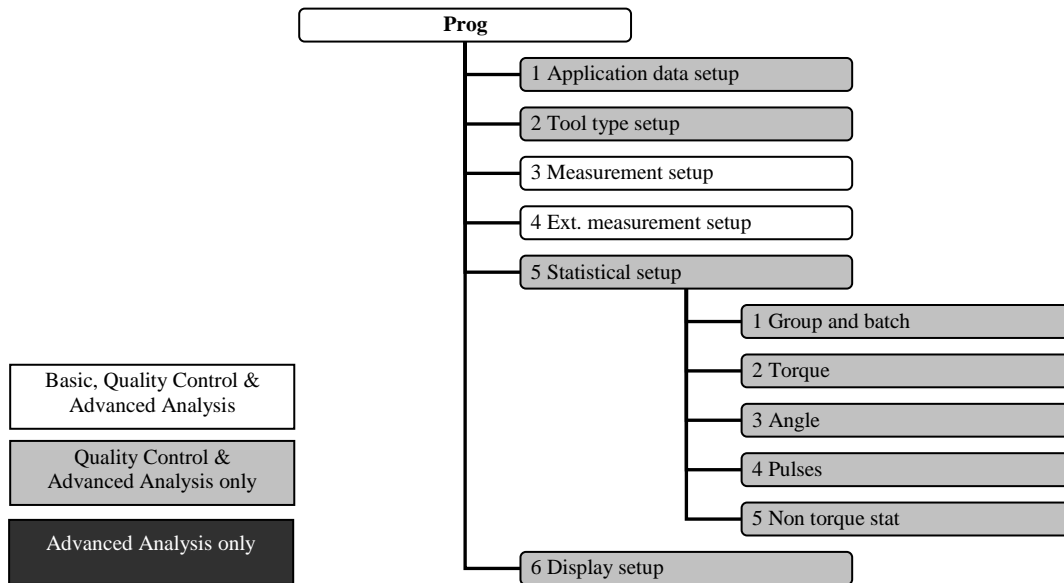 Prog
1 Application data setup
2 Tool type setup
3 Measurement setup
4 Ext. measurement setup
5 Statistical setup
1 Group and batch
2 Torque
3 Angle
4 Pulses
5 Non torque stat
6 Display setup
Basic, Quality Control &
Advanced Analysis
Quality Control &
Advanced Analysis only
Advanced Analysis only